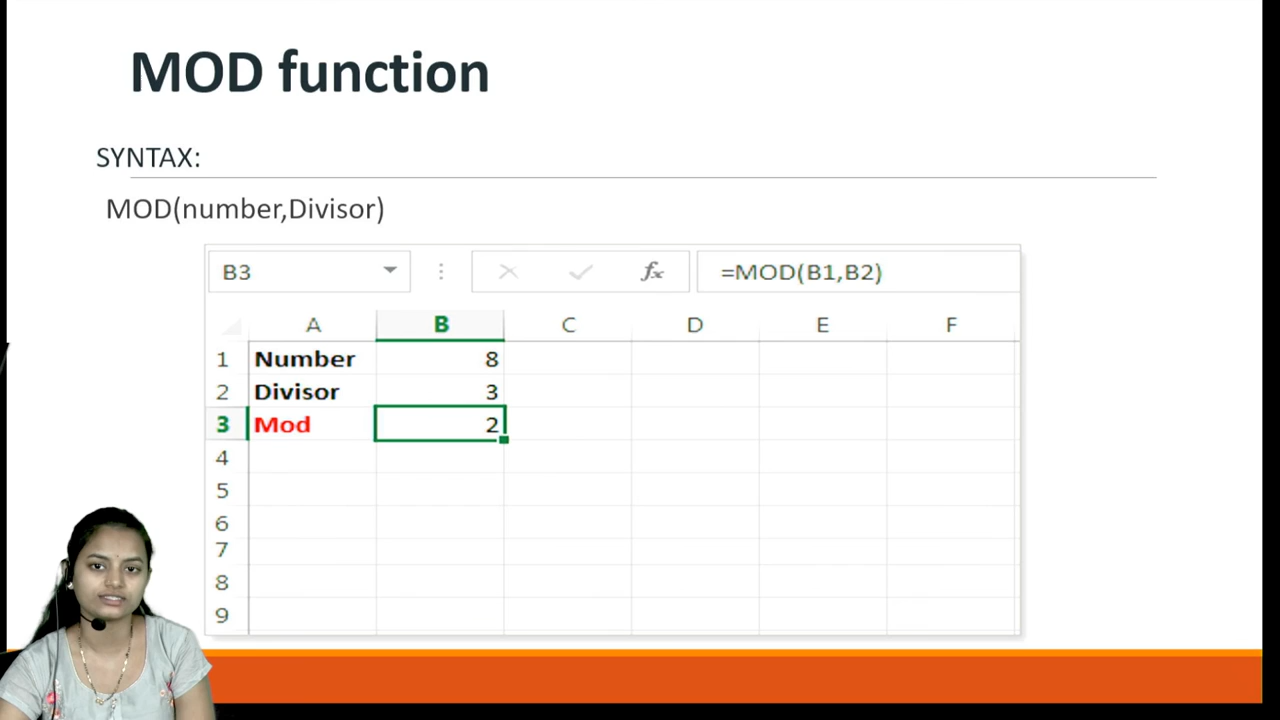 MOD function
SYNTAX:
MOD(number,Divisor)
B3 fx =MOD(B1,B2)
A B C D E F
1 Number 8
2 Divisor 3
3 Mod 2
4
5
6
7
8
9